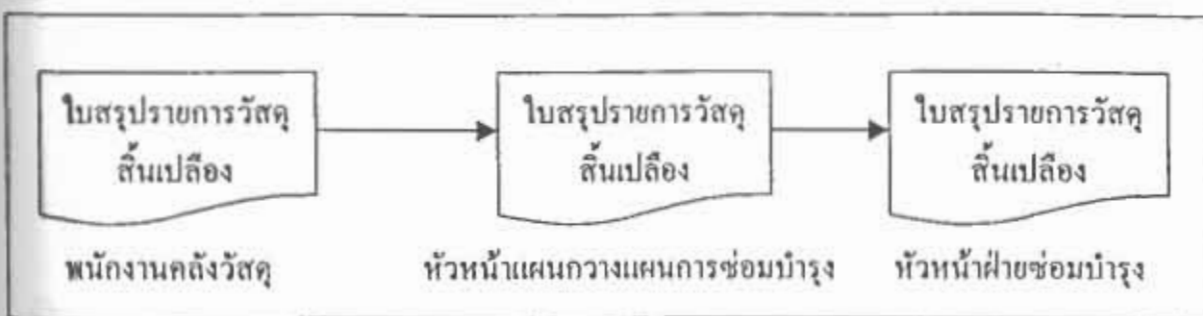 ใบสรุปรายการวัสดุ
สิ้นเปลือง
ใบสรุปรายการวัสดุ
สิ้นเปลือง
ใบสรุปรายการวัสดุ
สิ้นเปลือง
พนักงานคลังวัสดุ
หัวหน้าแผนกวางแผนการซ่อมบำรุง
หัวหน้าฝ่ายซ่อมบำรุง